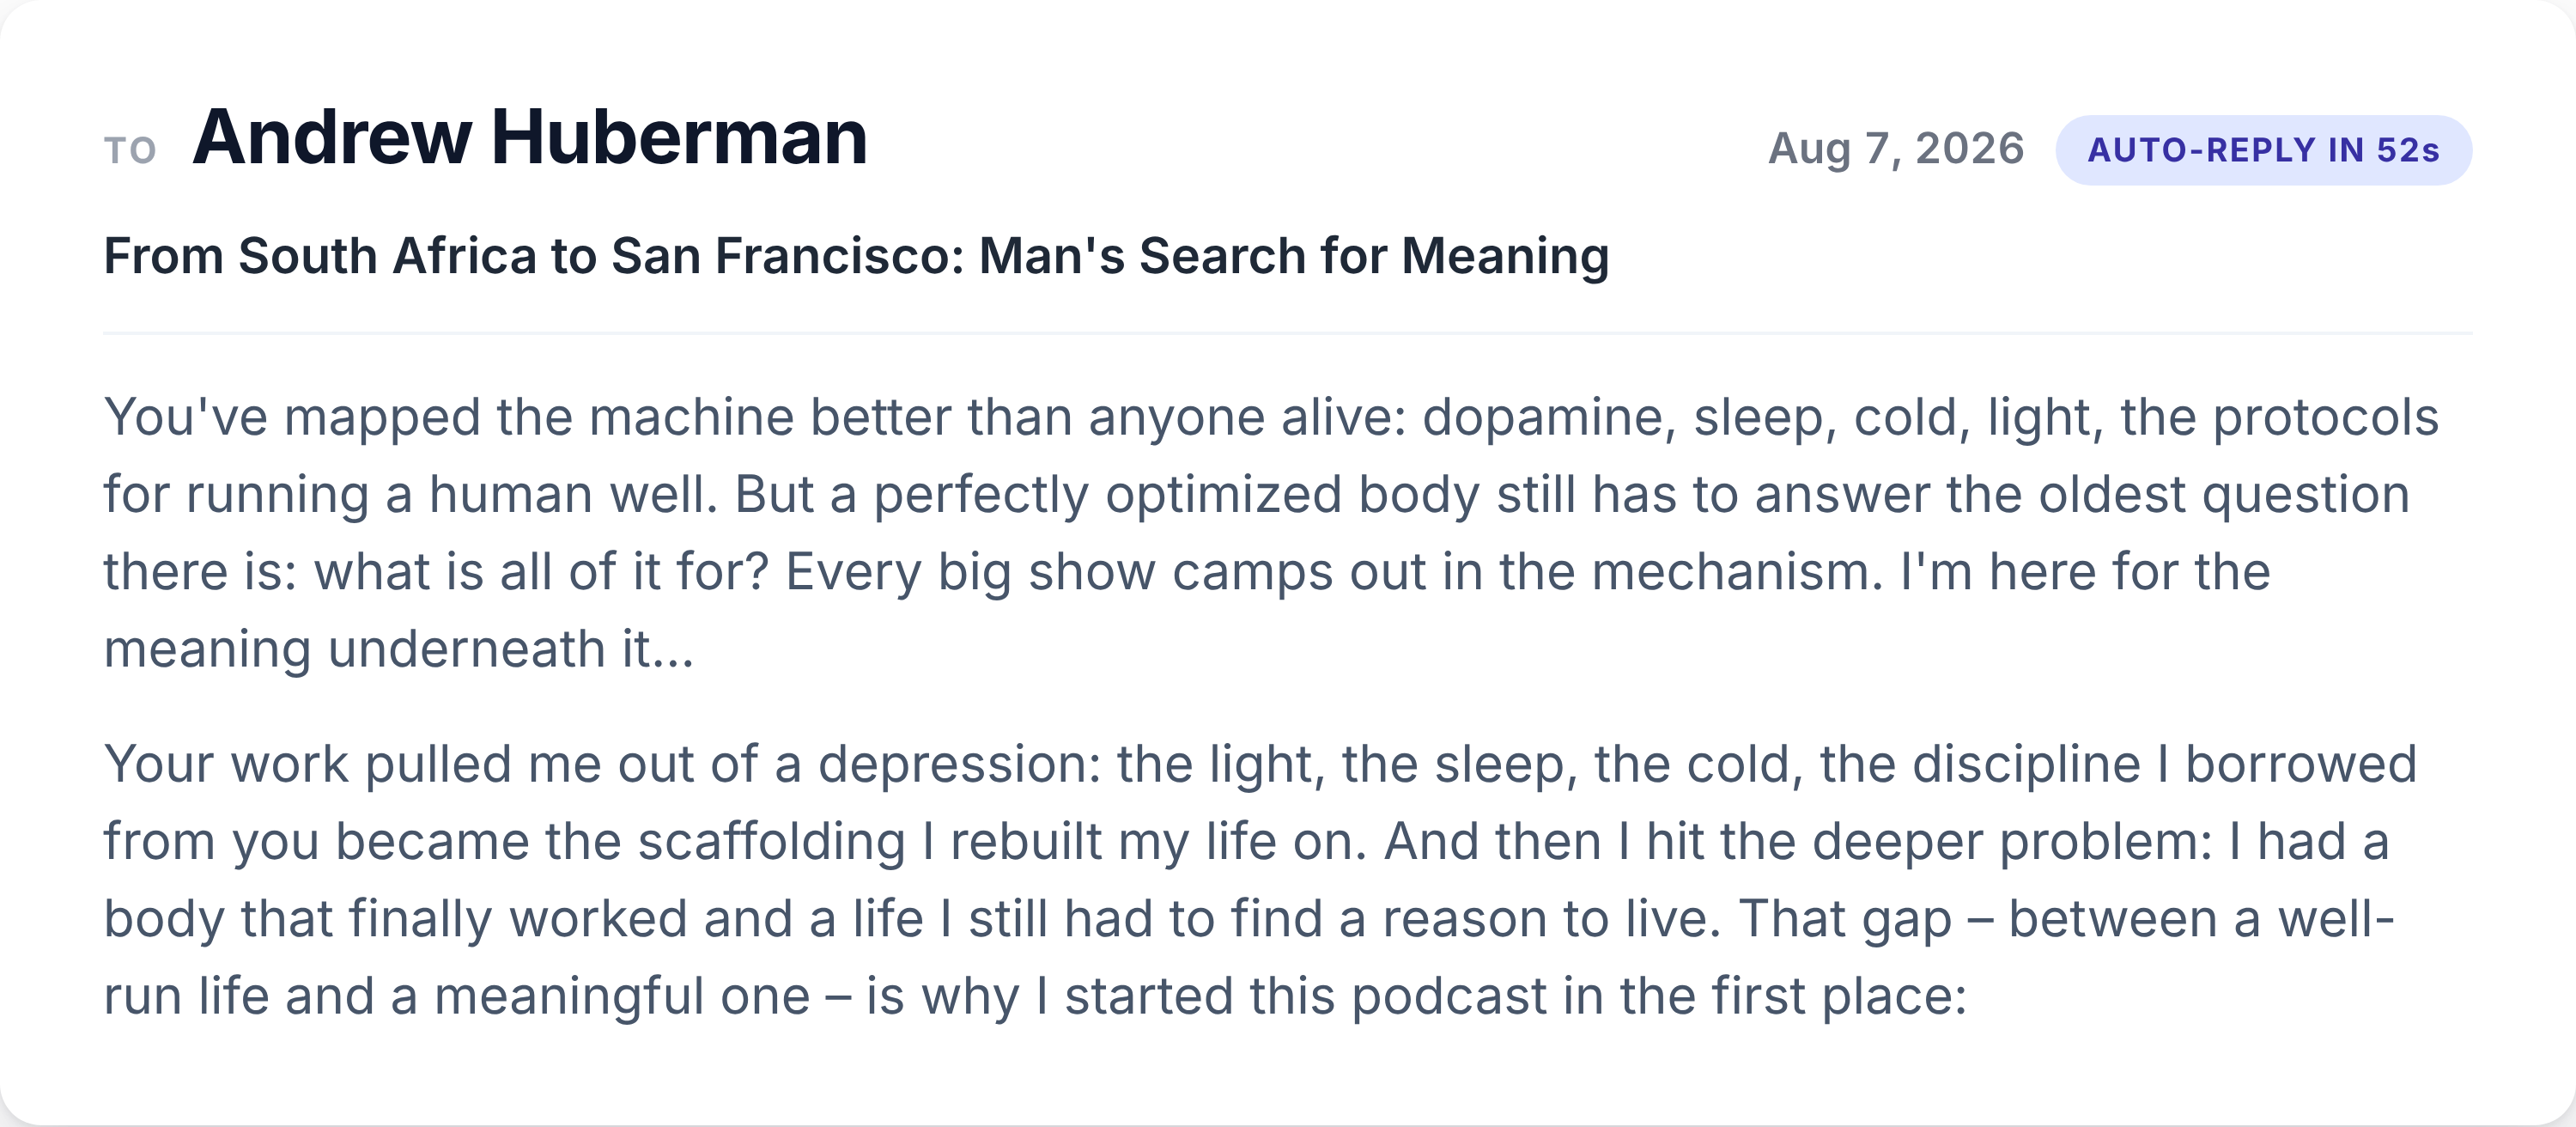 TO Andrew Huberman Aug 7, 2026 AUTO-REPLY IN 52s
From South Africa to San Francisco: Man's Search for Meaning
You've mapped the machine better than anyone alive: dopamine, sleep, cold, light, the protocols
for running a human well. But a perfectly optimized body still has to answer the oldest question
there is: what is all of it for? Every big show camps out in the mechanism. I'm here for the
meaning underneath it...
Your work pulled me out of a depression: the light, the sleep, the cold, the discipline I borrowed
from you became the scaffolding I rebuilt my life on. And then I hit the deeper problem: I had a
body that finally worked and a life I still had to find a reason to live. That gap – between a well-
run life and a meaningful one – is why I started this podcast in the first place: